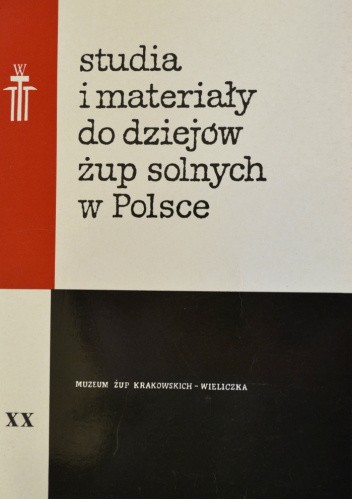 W
studia
i materiały
do dziejów
żup solnych
w Polsce
MUZEUM ŻUP KRAKOWSKICH – WIELICZKA
XX